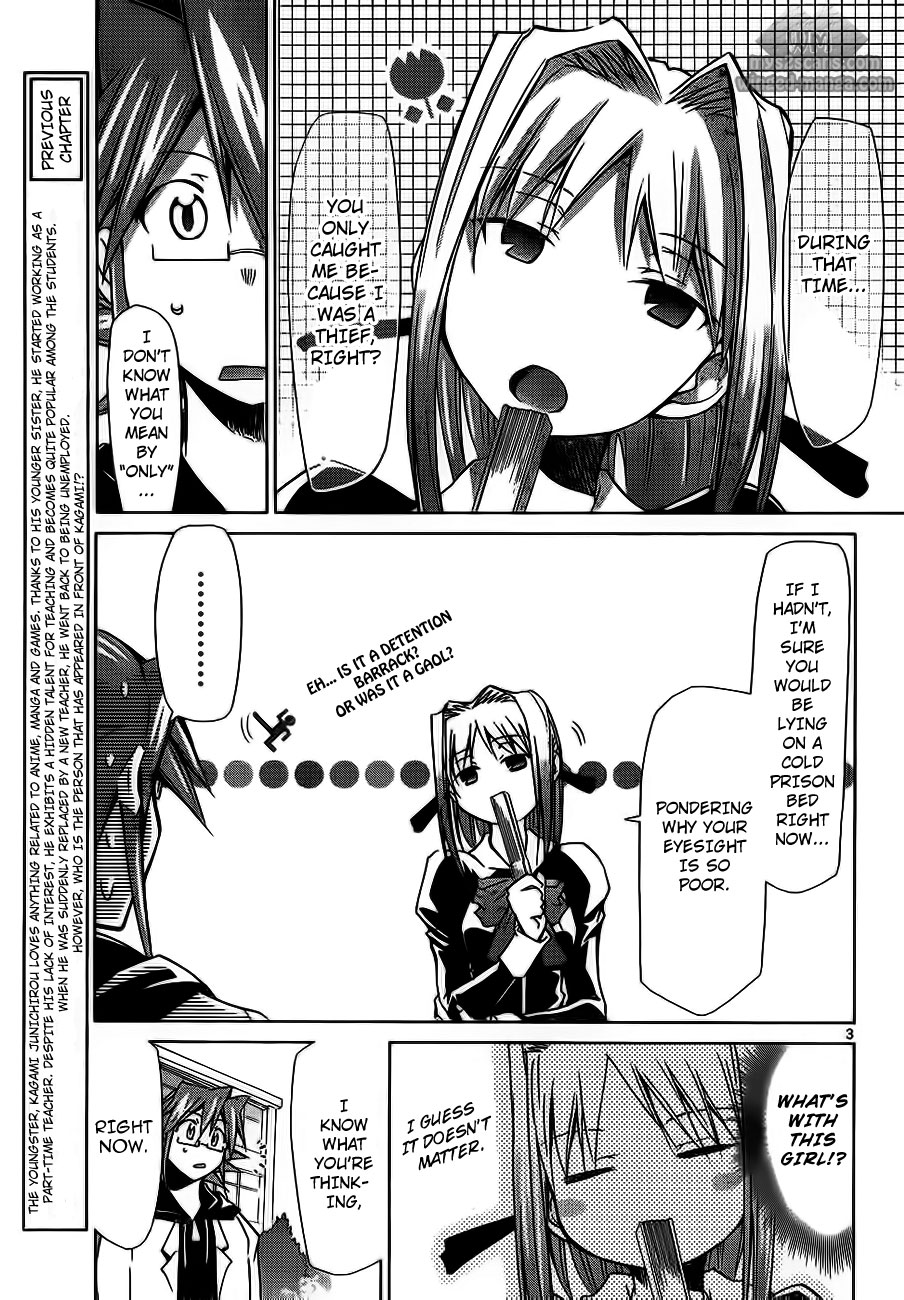 DURING
THAT
TIME...
YOU
ONLY
CAUGHT
ME BE-
CAUSE I
WAS A
THIEF,
RIGHT?
I
DON'T
KNOW
WHAT
YOU
MEAN
BY
"ONLY"
...
PREVIOUS
CHAPTER
THE YOUNGSTER, KAGAMI JUNICHIROU LOVES ANYTHING RELATED TO ANIME, MANGA AND GAMES. THANKS TO HIS YOUNGER SISTER, HE STARTED WORKING AS A
PART-TIME TEACHER. DESPITE HIS LACK OF INTEREST, HE EXHIBITS A HIDDEN TALENT FOR TEACHING AND BECOMES QUITE POPULAR AMONG THE STUDENTS.
WHEN HE WAS SUDDENLY REPLACED BY A NEW TEACHER, HE WENT BACK TO BEING UNEMPLOYED.
HOWEVER, WHO IS THE PERSON THAT HAS APPEARED IN FRONT OF KAGAMI!?
IF I
HADN'T,
I'M
SURE
YOU
WOULD
BE
LYING
ON A
COLD
PRISON
BED
RIGHT
NOW...
PONDERING
WHY YOUR
EYESIGHT
IS SO
POOR.
EH... IS IT A DETENTION
BARRACK?
OR WAS IT A GAOL?
.........
3
WHAT'S
WITH
THIS
GIRL!?
I GUESS
IT DOESN'T
MATTER.
I
KNOW
WHAT
YOU'RE
THINK-
ING,
RIGHT
NOW.